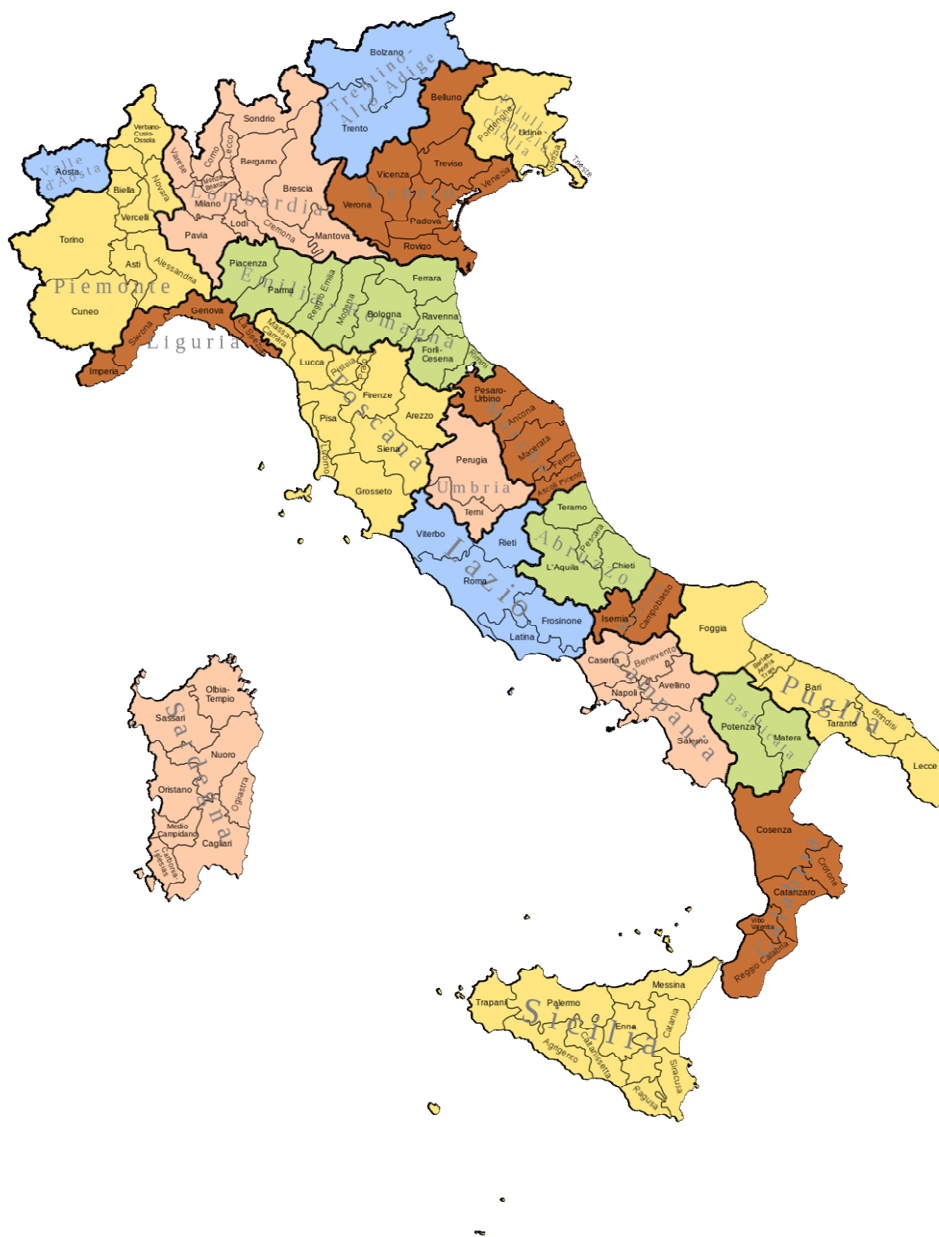 Bolzano
Trentino-
Alto Adige
Trento
Belluno
Friuli
Venezia
Giulia
Pordenone
Udine
Gorizia
Trieste
Sondrio
Verbano-
Cusio-
Ossola
Varese
Como
Lecco
Bergamo
Monza
Brianza
Brescia
Milano
Lombardia
Lodi
Pavia
Cremona
Mantova
Valle
d'Aosta
Aosta
Biella
Novara
Vercelli
Torino
Asti
Alessandria
Piemonte
Cuneo
Vicenza
Treviso
Venezia
Veneto
Verona
Padova
Rovigo
Piacenza
Parma
Reggio Emilia
Modena
Emilia Romagna
Ferrara
Bologna
Ravenna
Forlì-
Cesena
Rimini
Genova
Savona
La Spezia
Liguria
Imperia
Massa-
Carrara
Lucca
Pistoia
Prato
Firenze
Toscana
Pisa
Arezzo
Livorno
Siena
Grosseto
Pesaro-
Urbino
Ancona
Marche
Macerata
Fermo
Ascoli Piceno
Perugia
Umbria
Terni
Viterbo
Rieti
Lazio
Roma
Frosinone
Latina
Teramo
Pescara
Abruzzo
L'Aquila
Chieti
Isernia
Campobasso
Foggia
Barletta
Andria
Trani
Bari
Puglia
Taranto
Brindisi
Lecce
Caserta
Benevento
Campania
Napoli
Avellino
Salerno
Basilicata
Potenza
Matera
Cosenza
Crotone
Catanzaro
Calabria
Vibo
Valentia
Reggio Calabria
Olbia-
Tempio
Sassari
Sardegna
Nuoro
Oristano
Ogliastra
Medio
Campidano
Carbonia-
Iglesias
Cagliari
Messina
Trapani
Palermo
Sicilia
Enna
Catania
Agrigento
Caltanissetta
Siracusa
Ragusa